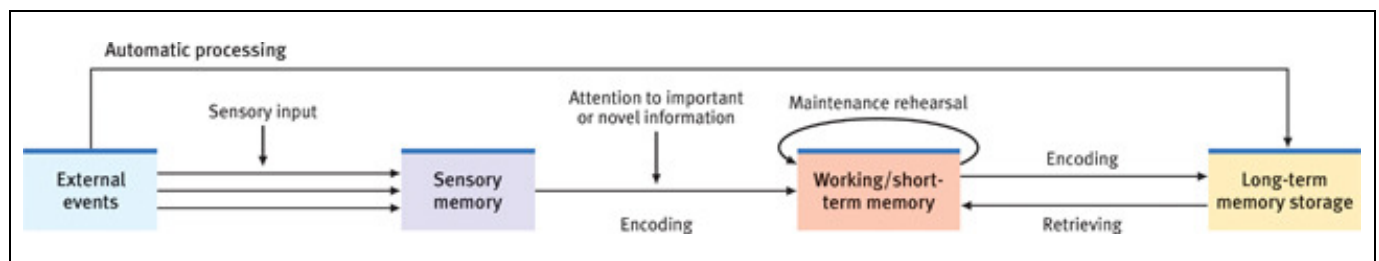 Automatic processing
Sensory input
Attention to important
or novel information
Maintenance rehearsal
External
events
Sensory
memory
Encoding
Working/short-
term memory
Encoding
Retrieving
Long-term
memory storage